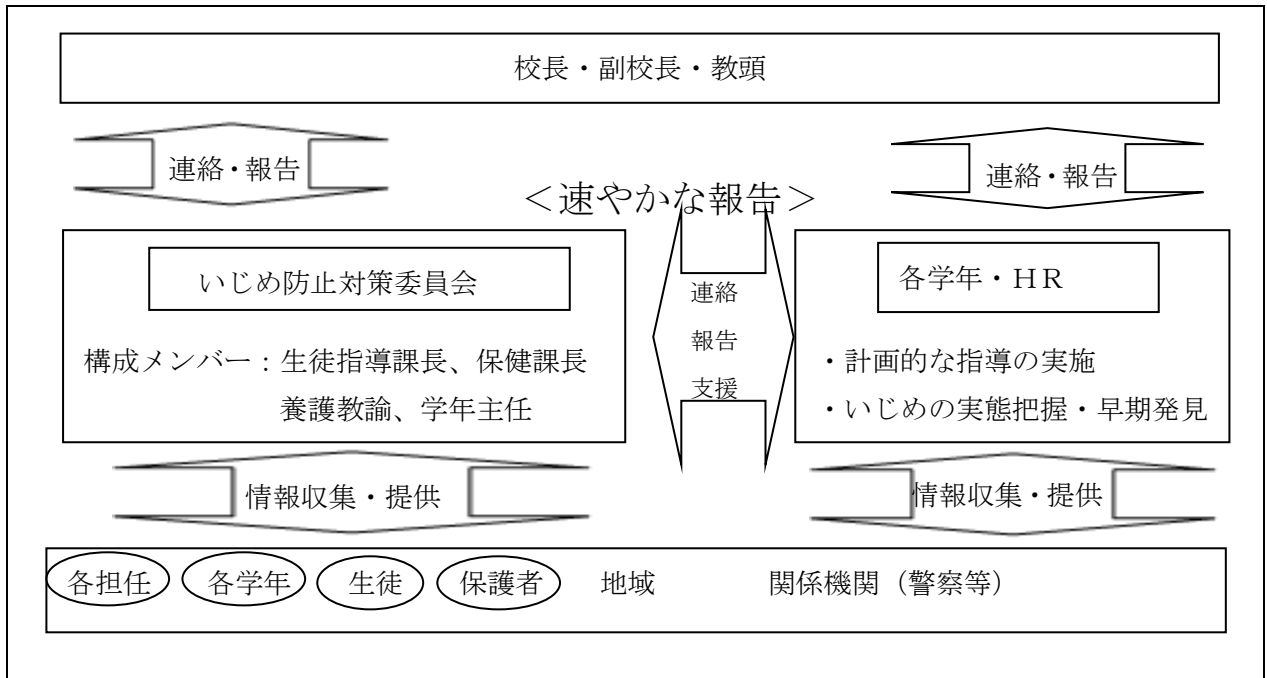 校長・副校長・教頭
連絡・報告
連絡・報告
＜速やかな報告＞
いじめ防止対策委員会
構成メンバー：生徒指導課長、保健課長
養護教諭、学年主任
連絡
報告
支援
各学年・ＨＲ
・計画的な指導の実施
・いじめの実態把握・早期発見
情報収集・提供
情報収集・提供
各担任 各学年 生徒 保護者 地域 関係機関（警察等）